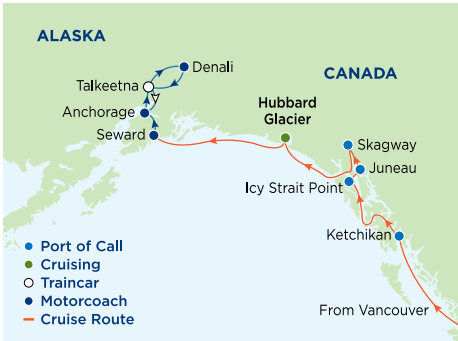 ALASKA
Denali
CANADA
Talkeetna
Hubbard
Glacier
Anchorage
Seward
Skagway
Juneau
Icy Strait Point
Ketchikan
Port of Call
Cruising
Traincar
Motorcoach
Cruise Route
From Vancouver